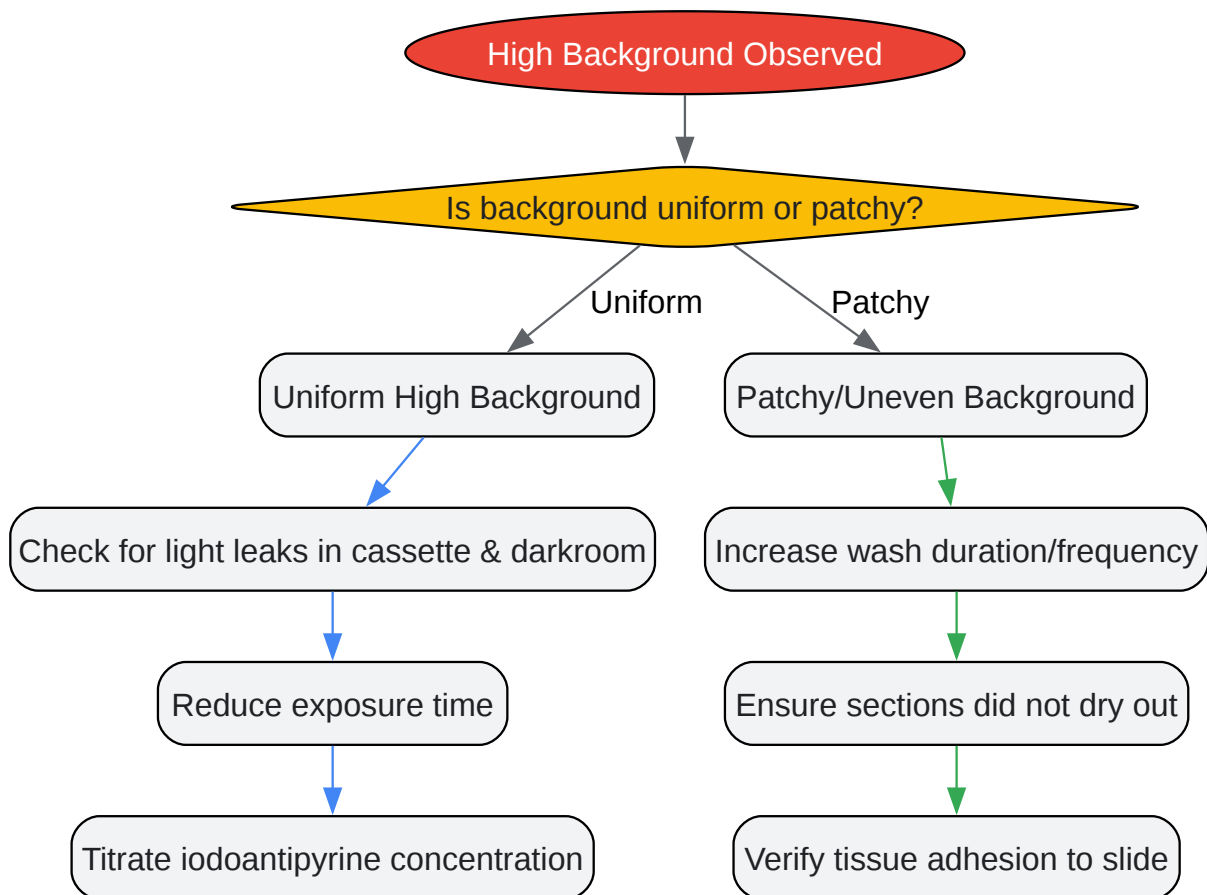 High Background Observed
Is background uniform or patchy?
Uniform
Patchy
Uniform High Background
Patchy/Uneven Background
Check for light leaks in cassette & darkroom
Increase wash duration/frequency
Reduce exposure time
Ensure sections did not dry out
Titrate iodoantipyrine concentration
Verify tissue adhesion to slide